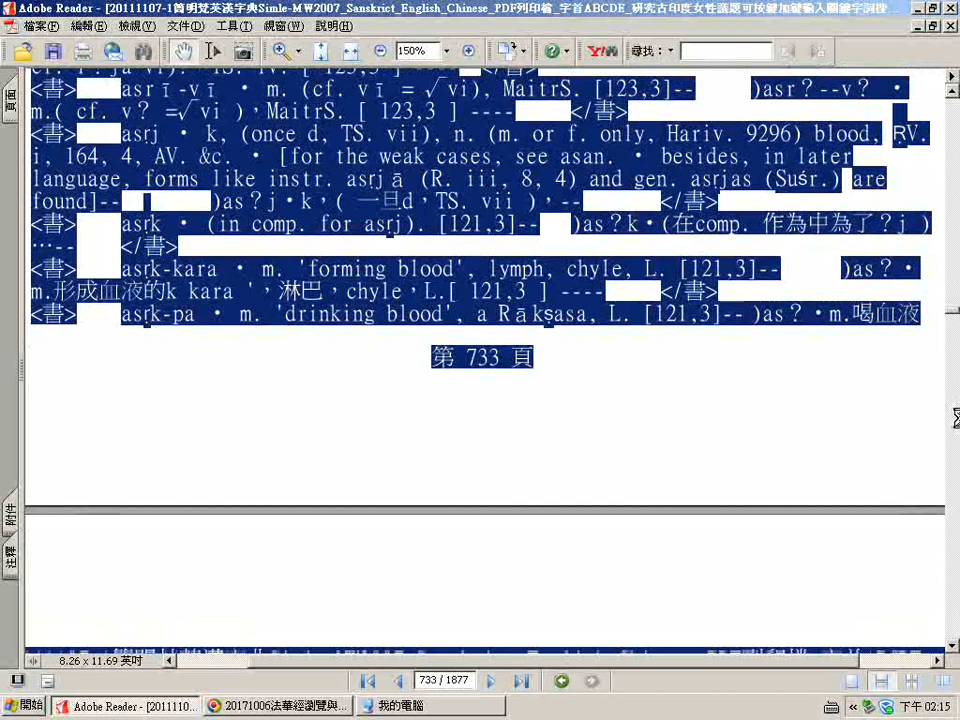 Adobe Reader - [20111107-1簡明梵英漢字典Simle-MW2007_Sanskrict_English_Chinese_PDF列印檔_字首ABCDE_研究古印度女性議題可按鍵加鍵輸入關鍵字詞搜
檔案(F) 編輯(E) 檢視(V) 文件(D) 工具(T) 視窗(W) 說明(H)
150% 尋找：
<書> asrī-vī ‧ m. (cf. vī = √vi), MaitrS. [123,3]-- )asr？--v？ ‧
m.( cf. v？ =√vi )，MaitrS.[ 123,3 ] ---- </書>
<書> asṛj ‧ k, (once d, TS. vii), n. (m. or f. only, Hariv. 9296) blood, ṚV.
i, 164, 4, AV. &c. ‧ [for the weak cases, see asan. ‧ besides, in later
language, forms like instr. asṛjā (R. iii, 8, 4) and gen. asṛjas (Suśr.) are
found]-- )as？j‧k，( 一旦d，TS. vii )，-- </書>
<書> asṛk ‧ (in comp. for asṛj). [121,3]-- )as？k‧(在comp. 作為中為了？j )
…-- </書>
<書> asṛk-kara ‧ m. 'forming blood', lymph, chyle, L. [121,3]-- )as？‧
m.形成血液的k kara '，淋巴，chyle，L.[ 121,3 ] ---- </書>
<書> asṛk-pa ‧ m. 'drinking blood', a Rākṣasa, L. [121,3]-- )as？‧m.喝血液
第 733 頁
頁面
附件
注釋
8.26 x 11.69 英吋
733 / 1877
開始 Adobe Reader - [2011110... 20171006法華經瀏覽與... 我的電腦 下午 02:15